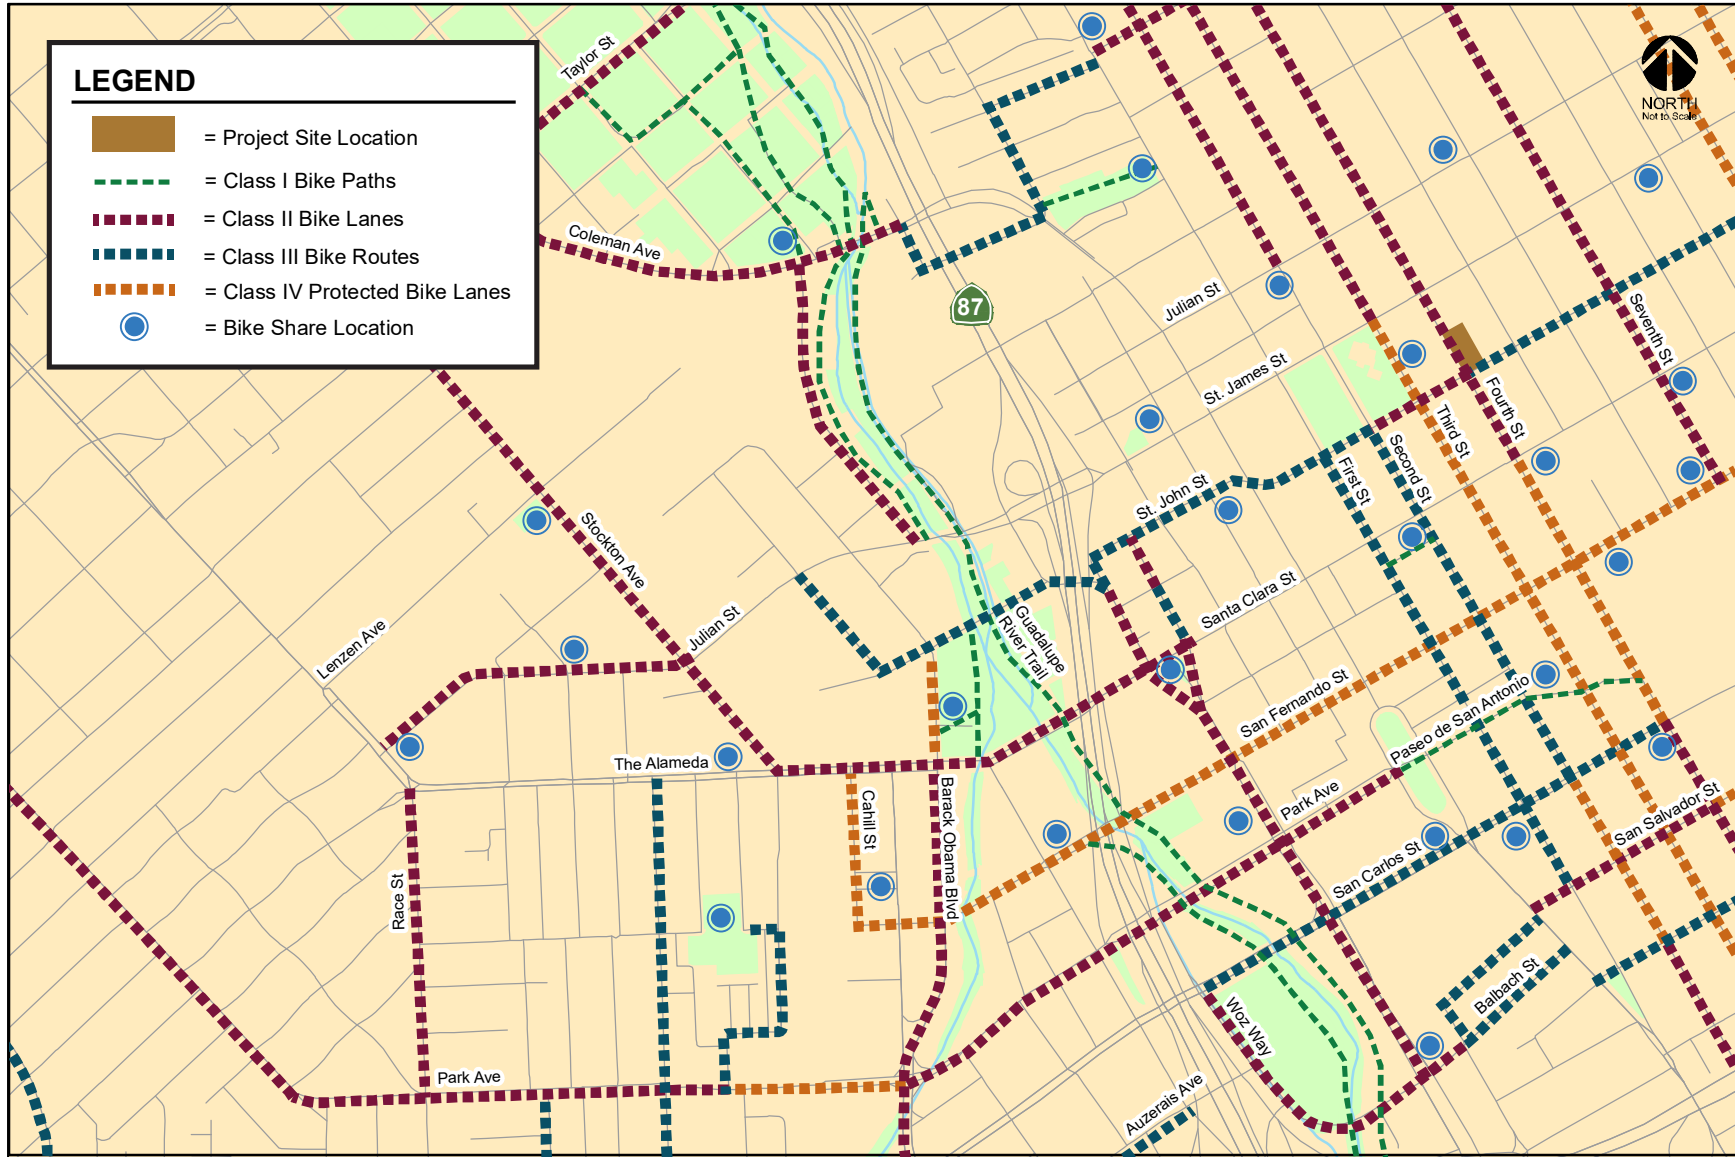 LEGEND
= Project Site Location
= Class I Bike Paths
= Class II Bike Lanes
= Class III Bike Routes
= Class IV Protected Bike Lanes
= Bike Share Location
Taylor St
NORTH
Not to Scale
Coleman Ave
87
Julian St
St. James St
Seventh St
Fourth St
Third St
Second St
First St
St. John St
Stockton Ave
Santa Clara St
Guadalupe
River Trail
Julian St
Lenzen Ave
San Fernando St
Paseo de San Antonio
The Alameda
Cahill St
Barack Obama Blvd
Park Ave
San Salvador St
San Carlos St
Race St
Balbach St
Woz Way
Park Ave
Auzerais Ave